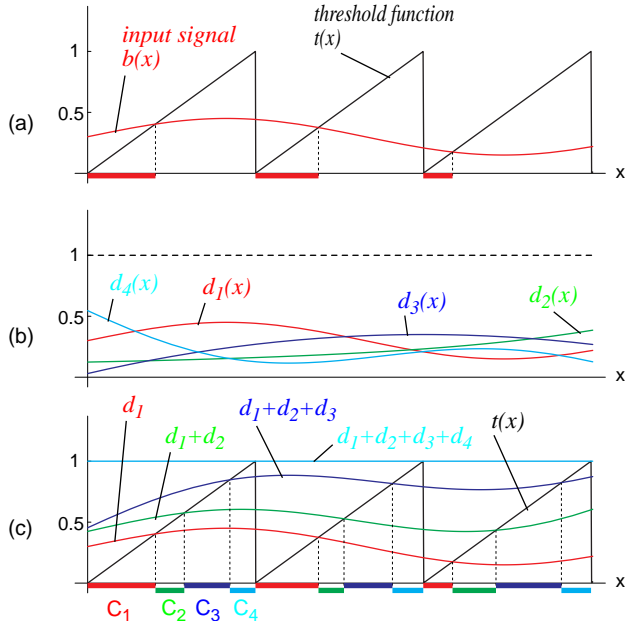 input signal
b(x)
threshold function
t(x)
1
0.5
(a)
x
1
d₄(x)
d₁(x)
d₃(x)
d₂(x)
0.5
(b)
x
d₁
d₁+d₂+d₃
d₁+d₂
d₁+d₂+d₃+d₄
t(x)
1
0.5
(c)
x
C₁
C₂
C₃
C₄